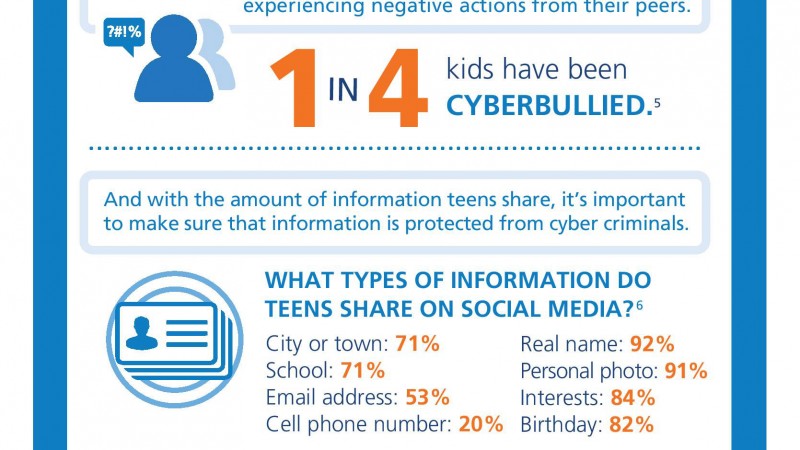 experiencing negative actions from their peers.
?#!%
1 IN 4 kids have been
CYBERBULLIED.5
And with the amount of information teens share, it's important
to make sure that information is protected from cyber criminals.
WHAT TYPES OF INFORMATION DO
TEENS SHARE ON SOCIAL MEDIA?6
City or town: 71%
School: 71%
Email address: 53%
Cell phone number: 20%
Real name: 92%
Personal photo: 91%
Interests: 84%
Birthday: 82%